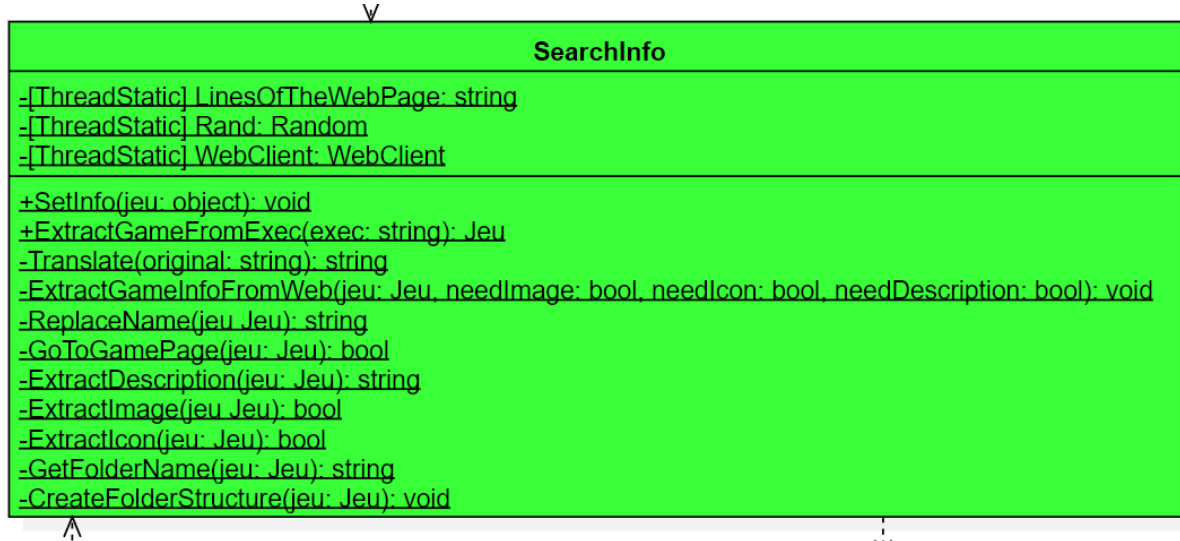 SearchInfo
-[ThreadStatic] LinesOfTheWebPage: string
-[ThreadStatic] Rand: Random
-[ThreadStatic] WebClient: WebClient
+SetInfo(jeu: object): void
+ExtractGameFromExec(exec: string): Jeu
-Translate(original: string): string
-ExtractGameInfoFromWeb(jeu: Jeu, needImage: bool, needIcon: bool, needDescription: bool): void
-ReplaceName(jeu Jeu): string
-GoToGamePage(jeu: Jeu): bool
-ExtractDescription(jeu: Jeu): string
-ExtractImage(jeu Jeu): bool
-ExtractIcon(jeu: Jeu): bool
-GetFolderName(jeu: Jeu): string
-CreateFolderStructure(jeu: Jeu): void